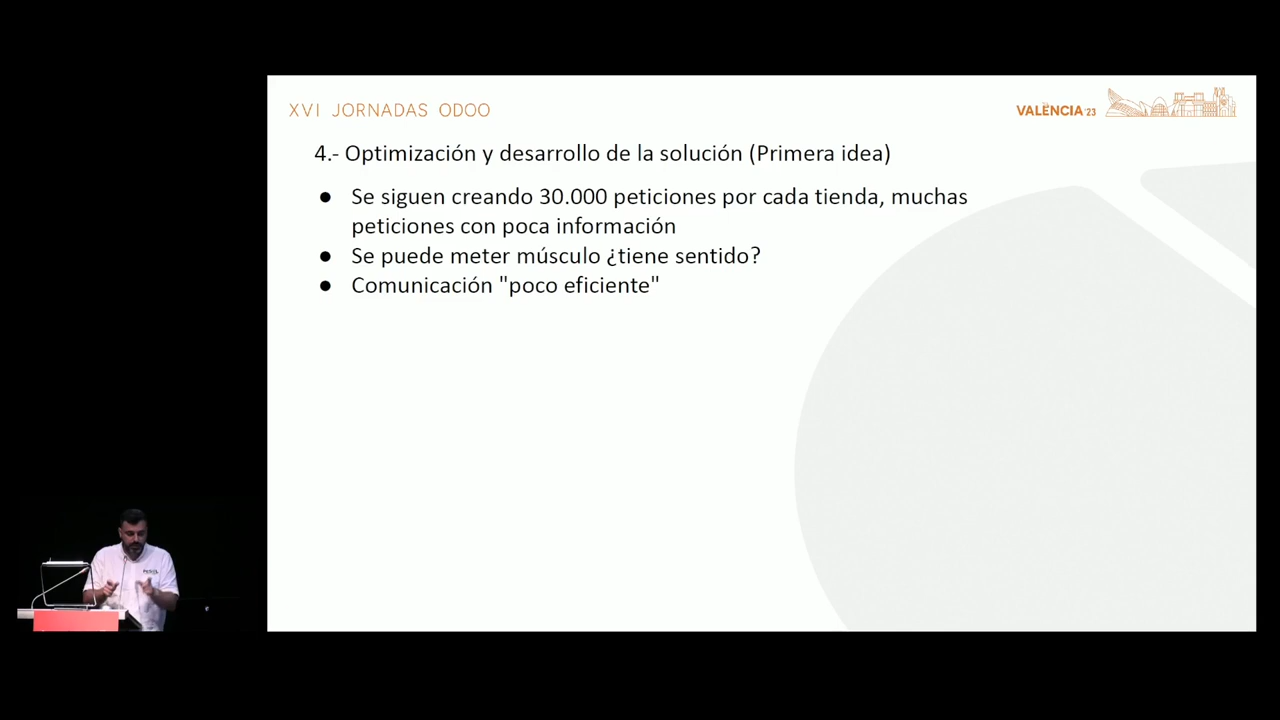 XVI JORNADAS ODOO
VALENCIA '23
4.- Optimización y desarrollo de la solución (Primera idea)
● Se siguen creando 30.000 peticiones por cada tienda, muchas
peticiones con poca información
● Se puede meter músculo ¿tiene sentido?
● Comunicación "poco eficiente"